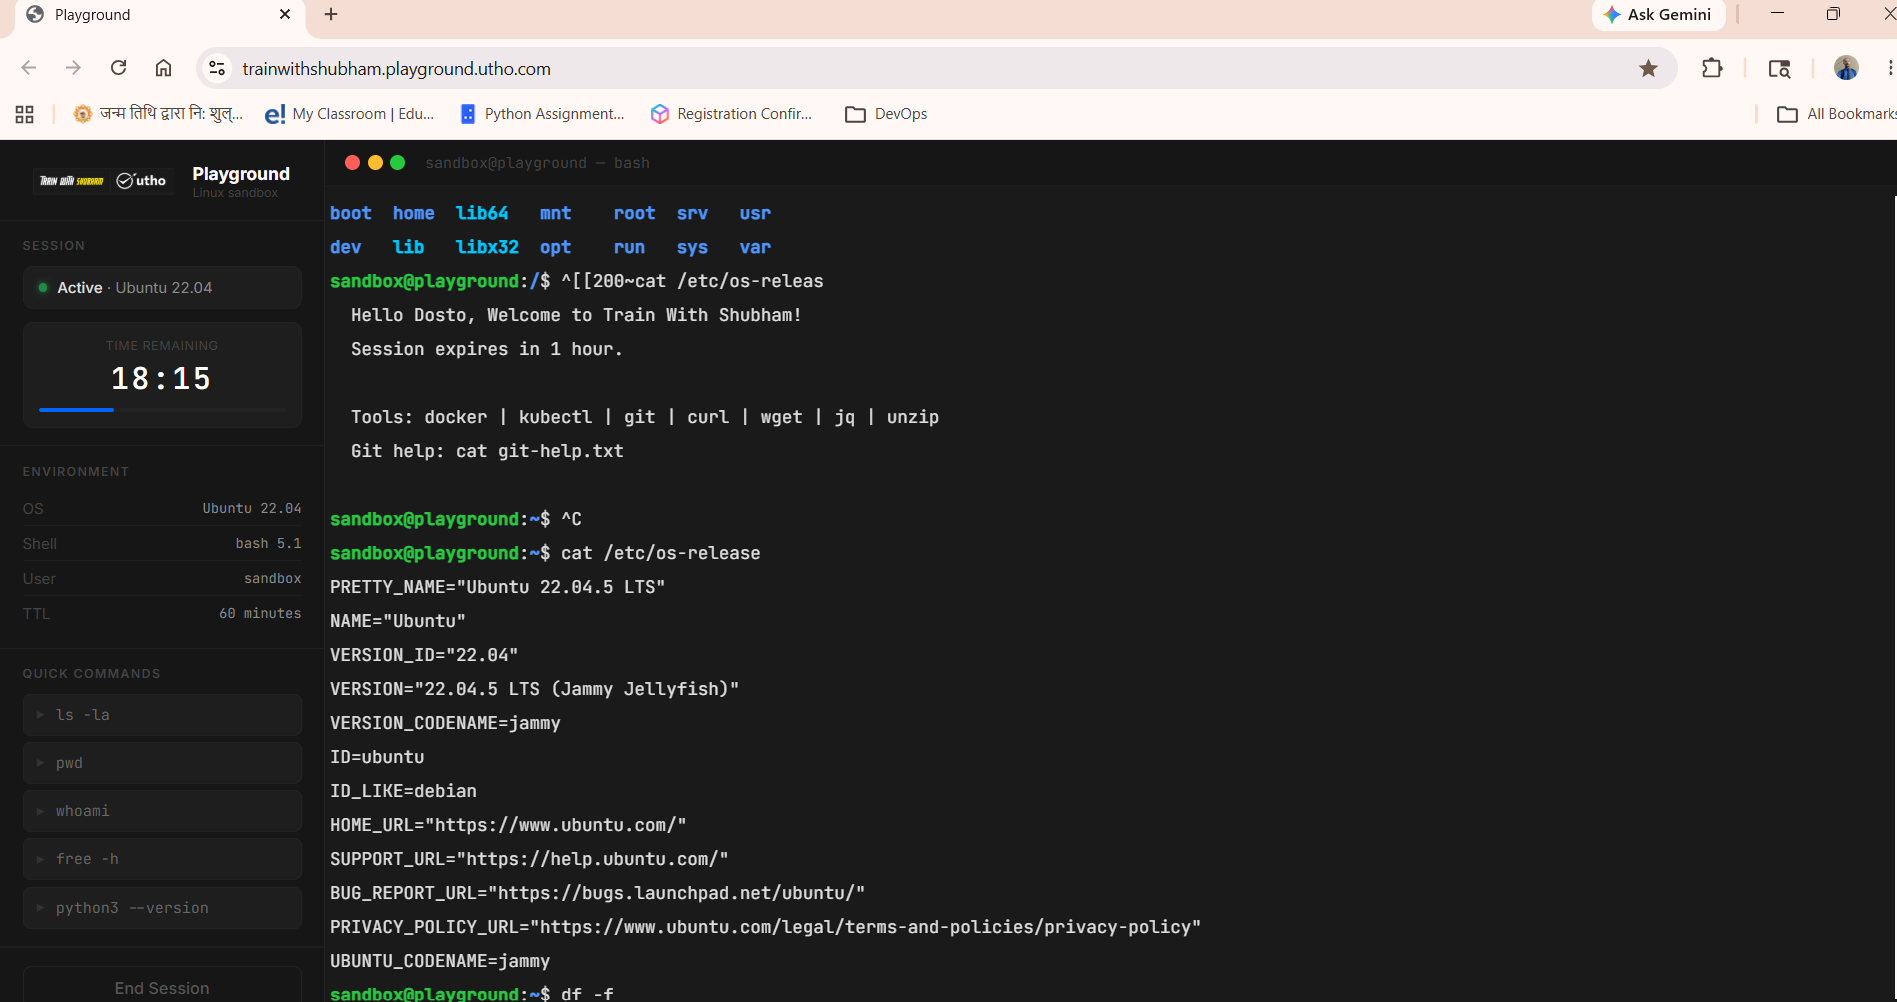 Playground
Ask Gemini
trainwithshubham.playground.utho.com
जन्म तिथि द्वारा नि: शुल्...
e! My Classroom | Edu...
Python Assignment...
Registration Confir...
DevOps
All Bookmarks
TRAIN WITH SHUBHAM utho
Playground
Linux sandbox
SESSION
Active · Ubuntu 22.04
TIME REMAINING
18:15
ENVIRONMENT
OS Ubuntu 22.04
Shell bash 5.1
User sandbox
TTL 60 minutes
QUICK COMMANDS
▸ ls -la
▸ pwd
▸ whoami
▸ free -h
▸ python3 --version
End Session
sandbox@playground — bash
boot home lib64 mnt root srv usr
dev lib libx32 opt run sys var
sandbox@playground:/$ ^[[200~cat /etc/os-releas
Hello Dosto, Welcome to Train With Shubham!
Session expires in 1 hour.
Tools: docker | kubectl | git | curl | wget | jq | unzip
Git help: cat git-help.txt
sandbox@playground:~$ ^C
sandbox@playground:~$ cat /etc/os-release
PRETTY_NAME="Ubuntu 22.04.5 LTS"
NAME="Ubuntu"
VERSION_ID="22.04"
VERSION="22.04.5 LTS (Jammy Jellyfish)"
VERSION_CODENAME=jammy
ID=ubuntu
ID_LIKE=debian
HOME_URL="https://www.ubuntu.com/"
SUPPORT_URL="https://help.ubuntu.com/"
BUG_REPORT_URL="https://bugs.launchpad.net/ubuntu/"
PRIVACY_POLICY_URL="https://www.ubuntu.com/legal/terms-and-policies/privacy-policy"
UBUNTU_CODENAME=jammy
sandbox@playground:~$ df -f